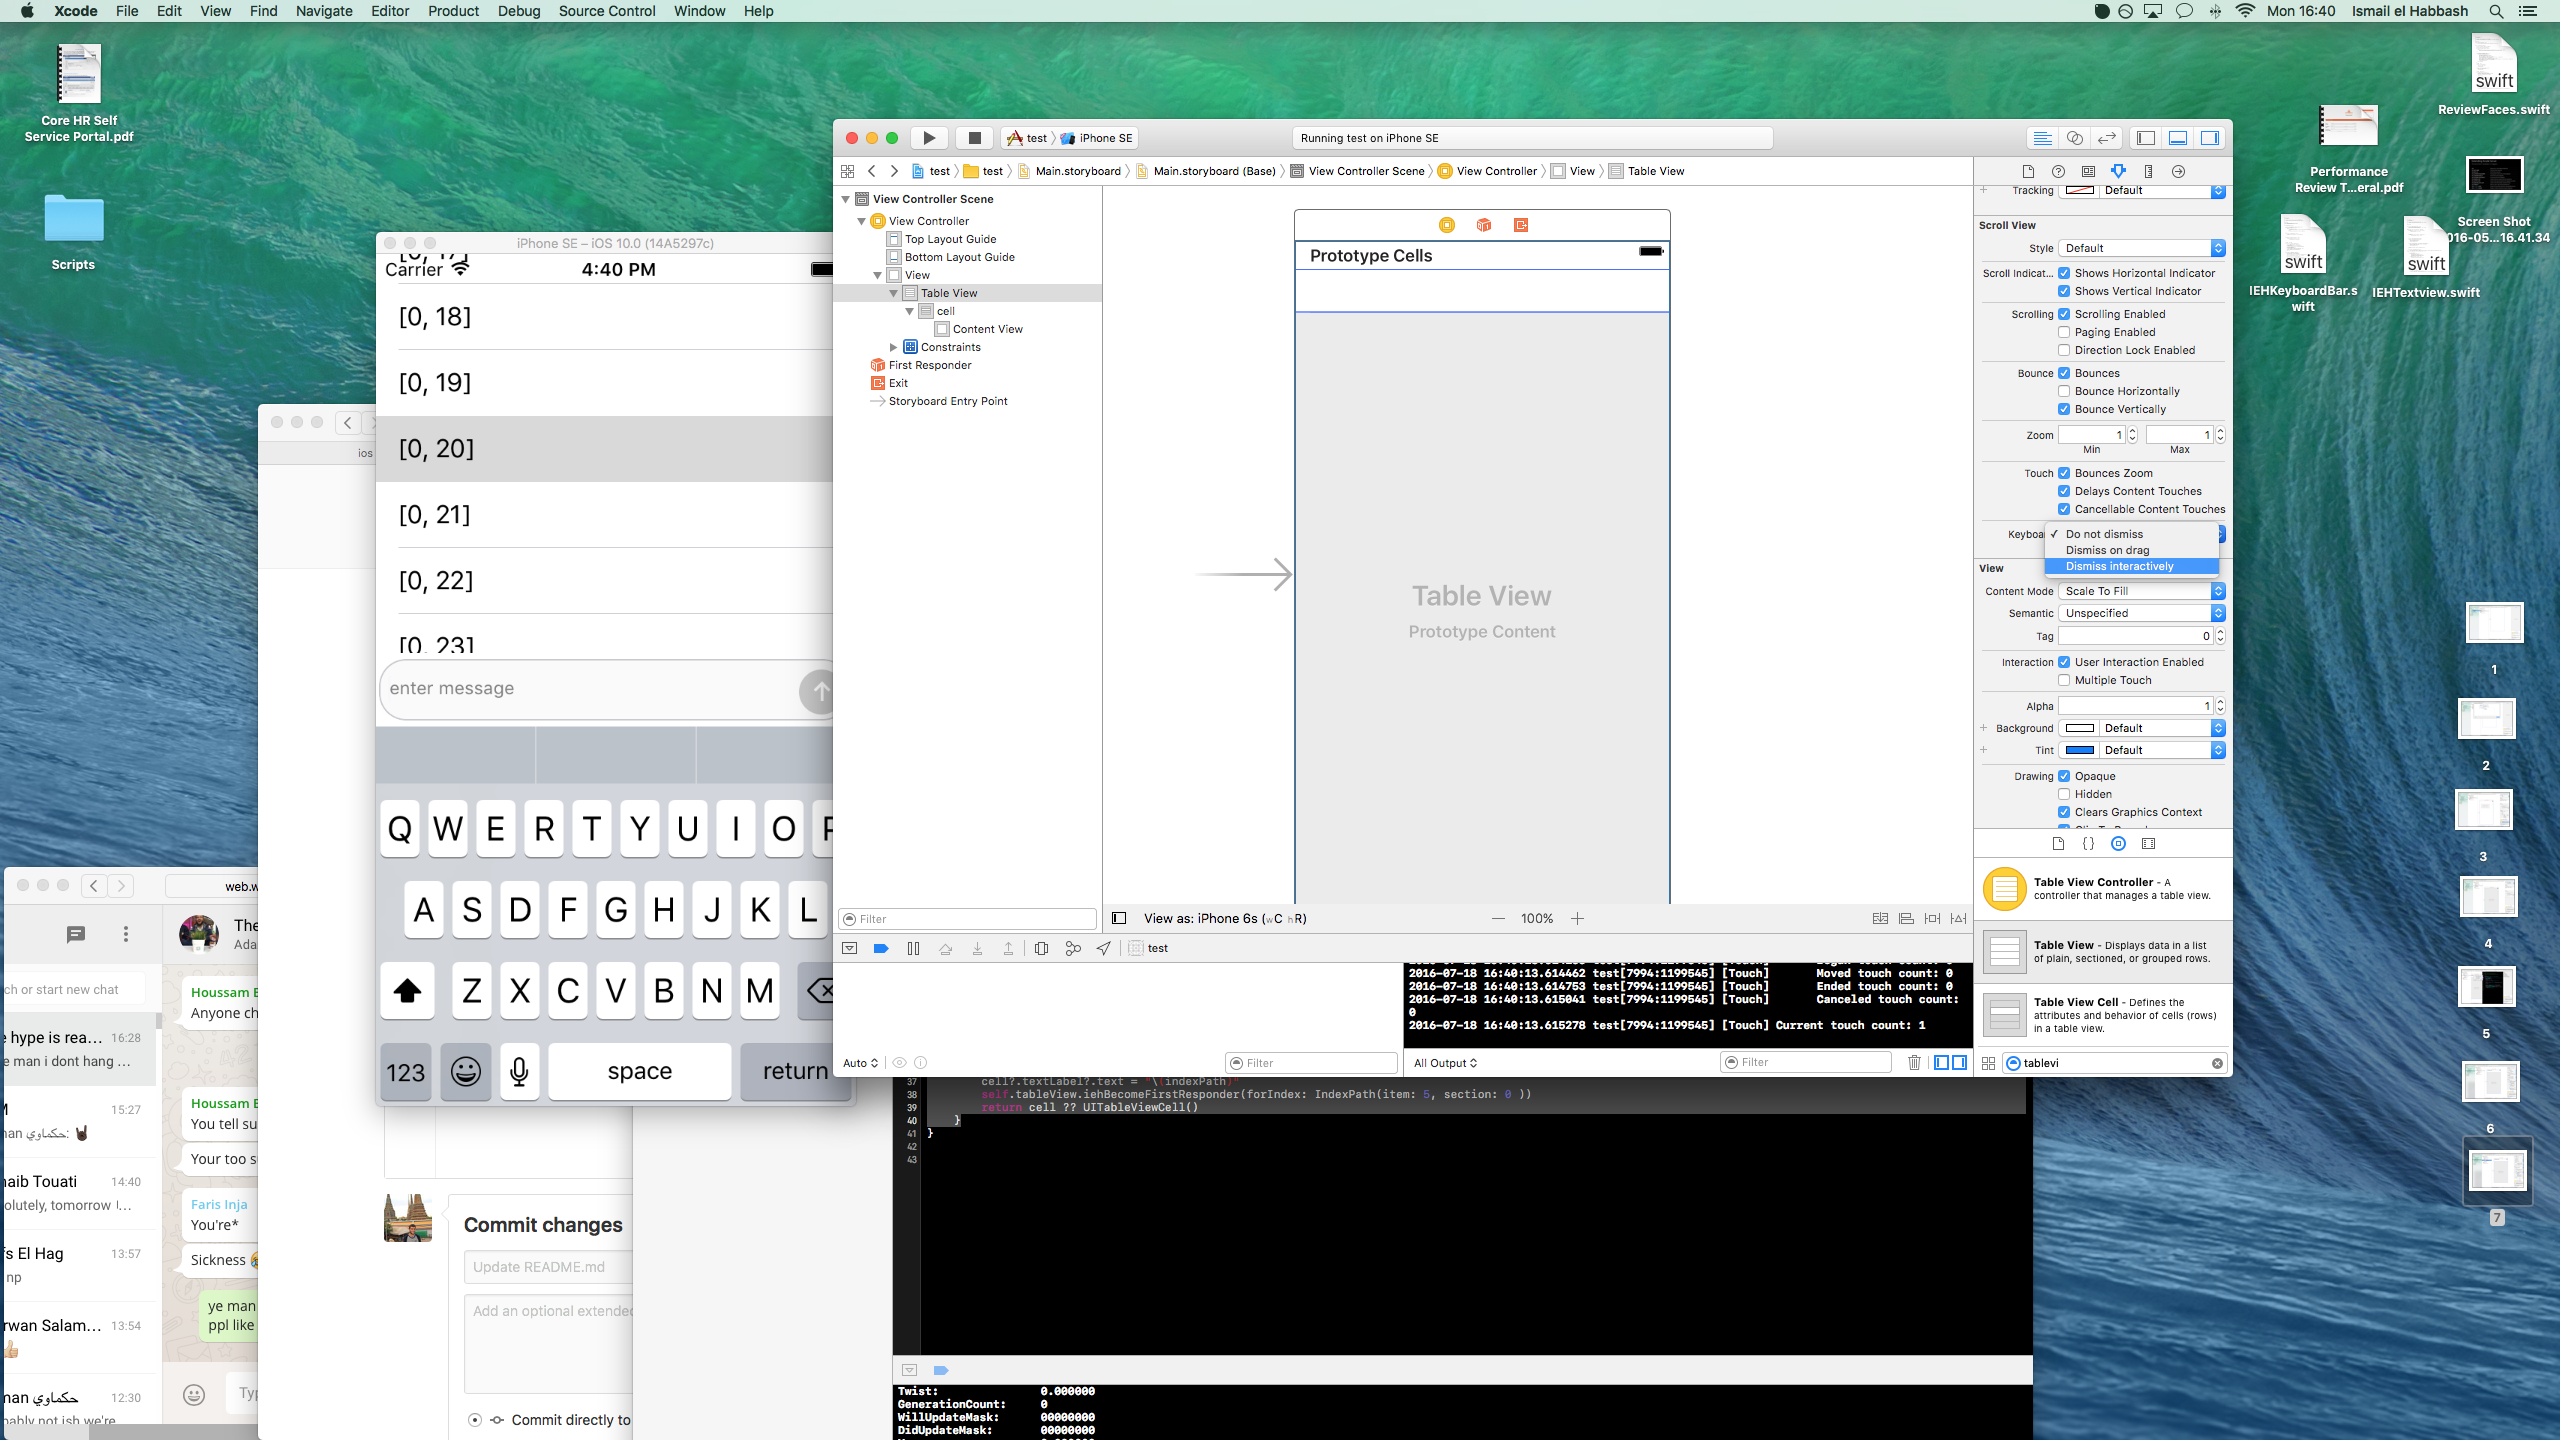 Xcode File Edit View Find Navigate Editor Product Debug Source Control Window Help
Mon 16:40 Ismail el Habbash
Core HR Self
Service Portal.pdf
Scripts
swift
ReviewFaces.swift
Performance
Review T...eral.pdf
Screen Shot
016-05...16.41.34
swift
IEHKeyboardBar.s
wift
swift
IEHTextview.swift
1
2
3
4
5
6
7
test iPhone SE
Running test on iPhone SE
test test Main.storyboard Main.storyboard (Base) View Controller Scene View Controller View Table View
View Controller Scene
View Controller
Top Layout Guide
Bottom Layout Guide
View
Table View
cell
Content View
Constraints
First Responder
Exit
Storyboard Entry Point
Filter
Prototype Cells
Table View
Prototype Content
View as: iPhone 6s (wC hR)
100%
test
Tracking Default
Scroll View
Style Default
Scroll Indicat... Shows Horizontal Indicator
Shows Vertical Indicator
Scrolling Scrolling Enabled
Paging Enabled
Direction Lock Enabled
Bounce Bounces
Bounce Horizontally
Bounce Vertically
Zoom 1 1
Min Max
Touch Bounces Zoom
Delays Content Touches
Cancellable Content Touches
Keyboar ✓ Do not dismiss
Dismiss on drag
Dismiss interactively
View
Content Mode Scale To Fill
Semantic Unspecified
Tag 0
Interaction User Interaction Enabled
Multiple Touch
Alpha 1
Background Default
Tint Default
Drawing Opaque
Hidden
Clears Graphics Context
Table View Controller - A
controller that manages a table view.
Table View - Displays data in a list
of plain, sectioned, or grouped rows.
Table View Cell - Defines the
attributes and behavior of cells (rows)
in a table view.
tablevi
2016-07-18 16:40:13.614462 test[7994:1199545] [Touch] Moved touch count: 0
2016-07-18 16:40:13.614753 test[7994:1199545] [Touch] Ended touch count: 0
2016-07-18 16:40:13.615041 test[7994:1199545] [Touch] Canceled touch count:
0
2016-07-18 16:40:13.615278 test[7994:1199545] [Touch] Current touch count: 1
Auto
Filter
All Output
Filter
iPhone SE – iOS 10.0 (14A5297c)
Carrier 4:40 PM
[0, 17]
[0, 18]
[0, 19]
[0, 20]
[0, 21]
[0, 22]
[0, 23]
enter message
Q W E R T Y U I O P
A S D F G H J K L
Z X C V B N M
123 space return
37 cell?.textLabel?.text = "\(indexPath)"
38 self.tableView.iehBecomeFirstResponder(forIndex: IndexPath(item: 5, section: 0 ))
39 return cell ?? UITableViewCell()
40 }
41 }
42
43
Twist: 0.000000
GenerationCount: 0
WillUpdateMask: 00000000
DidUpdateMask: 00000000
ios
Commit changes
Update README.md
Add an optional extended
Commit directly to
web.w
The
Ada
ch or start new chat
e hype is rea... 16:28
e man i dont hang ...
M 15:27
man حكماوي:
naib Touati 14:40
olutely, tomorrow I...
fs El Hag 13:57
np
rwan Salam... 13:54
man حكماوي 12:30
bably not ish we're
Houssam E
Anyone ch
Houssam E
You tell su
Your too s
Faris Inja
You're*
Sickness
ye man
ppl like
Typ